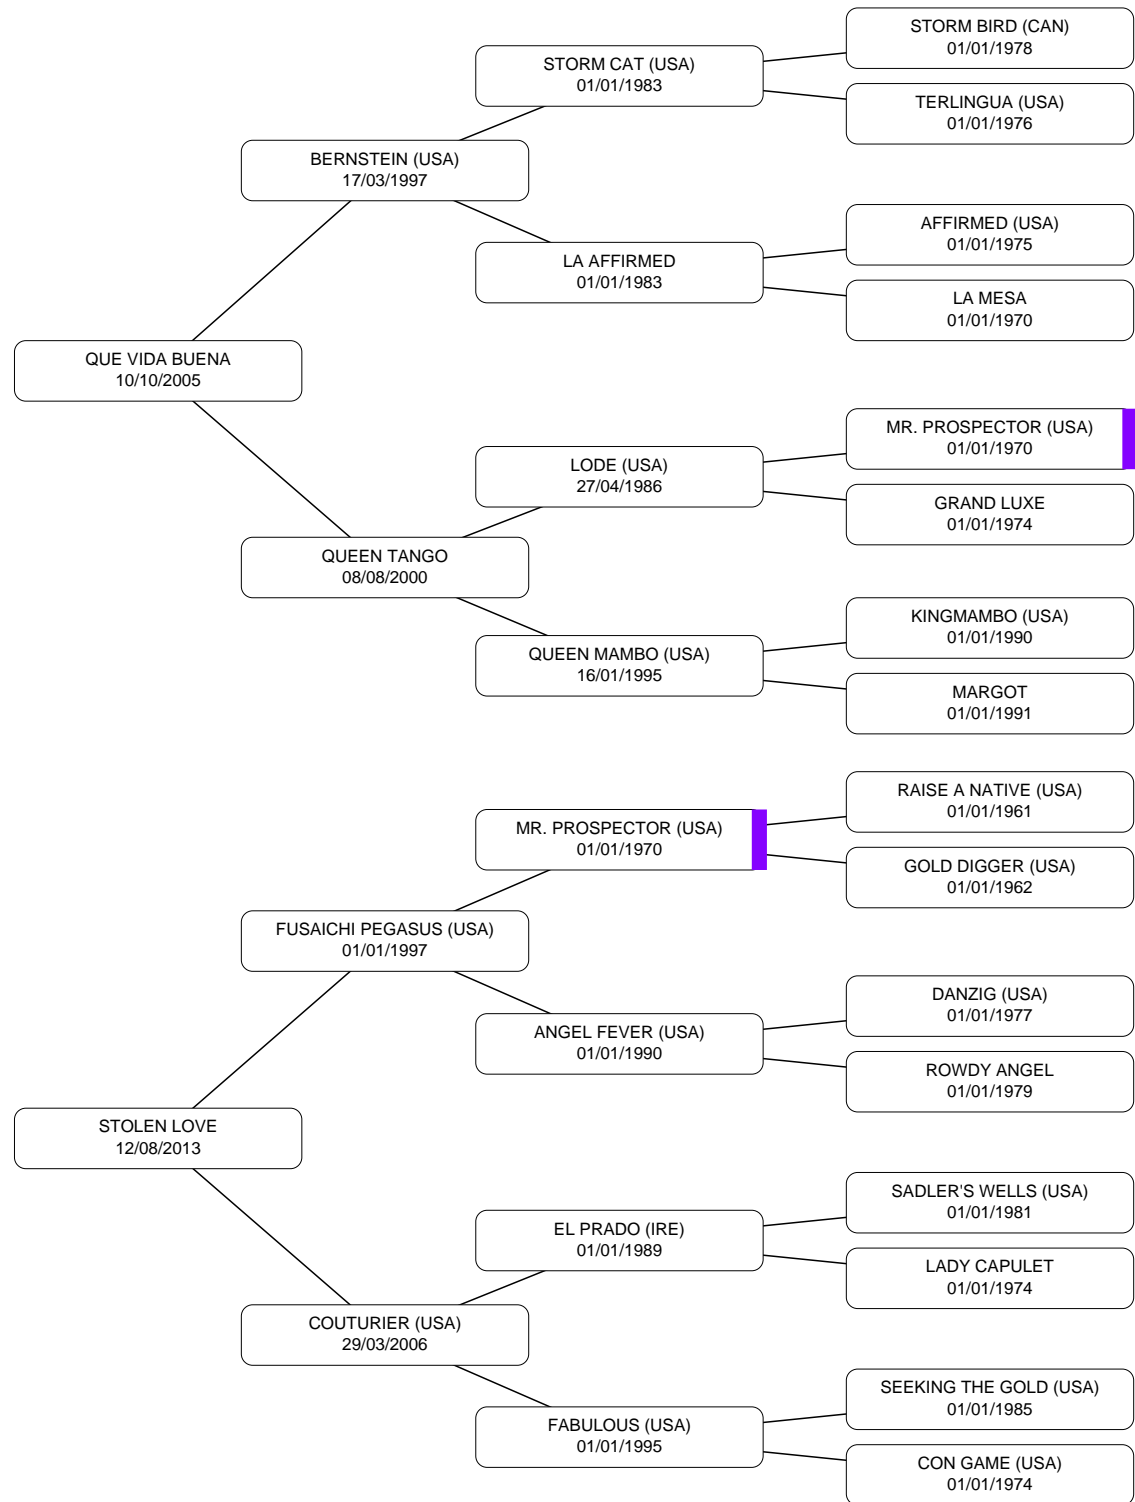 STORM BIRD (CAN)
01/01/1978
STORM CAT (USA)
01/01/1983
TERLINGUA (USA)
01/01/1976
BERNSTEIN (USA)
17/03/1997
AFFIRMED (USA)
01/01/1975
LA AFFIRMED
01/01/1983
LA MESA
01/01/1970
QUE VIDA BUENA
10/10/2005
MR. PROSPECTOR (USA)
01/01/1970
LODE (USA)
27/04/1986
GRAND LUXE
01/01/1974
QUEEN TANGO
08/08/2000
KINGMAMBO (USA)
01/01/1990
QUEEN MAMBO (USA)
16/01/1995
MARGOT
01/01/1991
RAISE A NATIVE (USA)
01/01/1961
MR. PROSPECTOR (USA)
01/01/1970
GOLD DIGGER (USA)
01/01/1962
FUSAICHI PEGASUS (USA)
01/01/1997
DANZIG (USA)
01/01/1977
ANGEL FEVER (USA)
01/01/1990
ROWDY ANGEL
01/01/1979
STOLEN LOVE
12/08/2013
SADLER'S WELLS (USA)
01/01/1981
EL PRADO (IRE)
01/01/1989
LADY CAPULET
01/01/1974
COUTURIER (USA)
29/03/2006
SEEKING THE GOLD (USA)
01/01/1985
FABULOUS (USA)
01/01/1995
CON GAME (USA)
01/01/1974